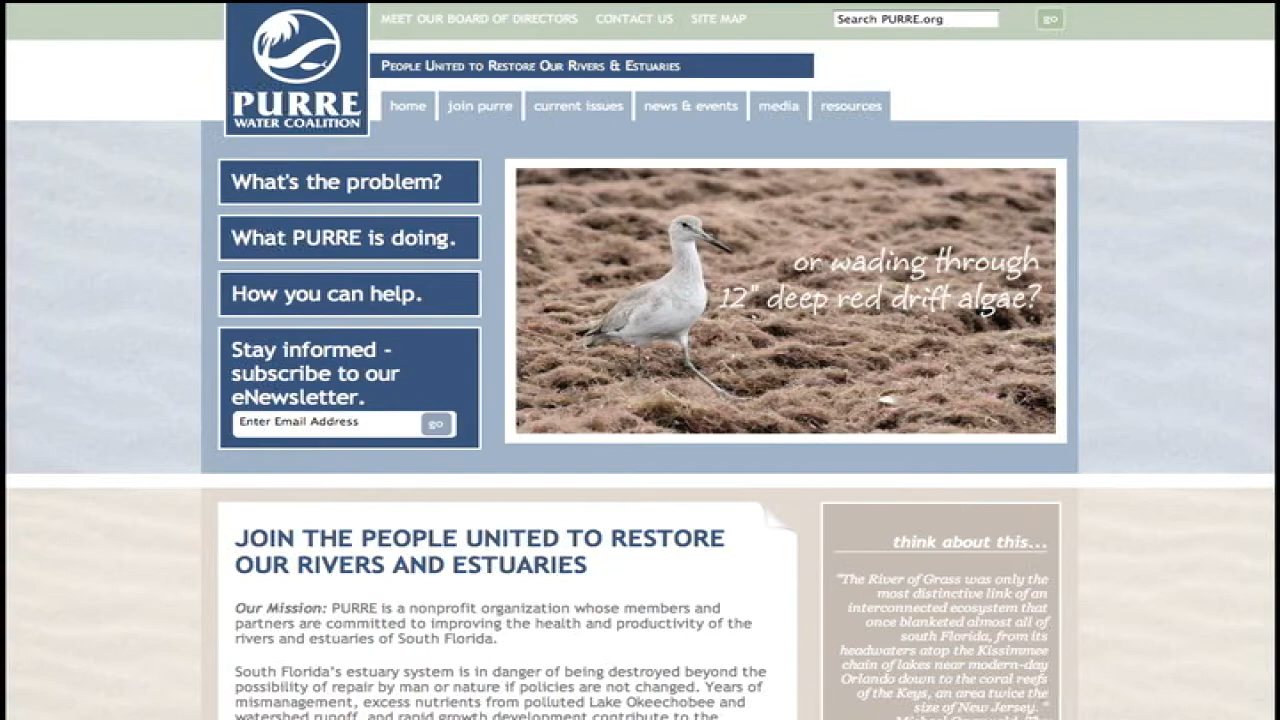 MEET OUR BOARD OF DIRECTORS CONTACT US SITE MAP
Search PURRE.org
go
PURRE
WATER COALITION
PEOPLE UNITED TO RESTORE OUR RIVERS & ESTUARIES
home join purre current issues news & events media resources
What's the problem?
What PURRE is doing.
How you can help.
Stay informed -
subscribe to our
eNewsletter.
Enter Email Address
go
or wading through
12" deep red drift algae?
JOIN THE PEOPLE UNITED TO RESTORE
OUR RIVERS AND ESTUARIES
Our Mission: PURRE is a nonprofit organization whose members and
partners are committed to improving the health and productivity of the
rivers and estuaries of South Florida.
South Florida's estuary system is in danger of being destroyed beyond the
possibility of repair by man or nature if policies are not changed. Years of
mismanagement, excess nutrients from polluted Lake Okeechobee and
watershed runoff, and rapid growth development contribute to the
think about this...
"The River of Grass was only the
most distinctive link of an
interconnected ecosystem that
once blanketed almost all of
south Florida, from its
headwaters atop the Kissimmee
chain of lakes near modern-day
Orlando down to the coral reefs
of the Keys, an area twice the
size of New Jersey. "